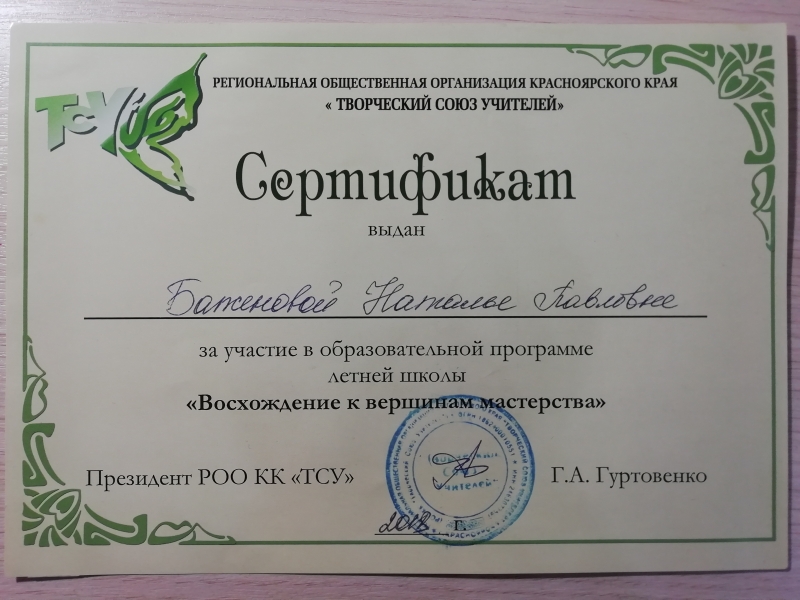 ТСУ
РЕГИОНАЛЬНАЯ ОБЩЕСТВЕННАЯ ОРГАНИЗАЦИЯ КРАСНОЯРСКОГО КРАЯ
« ТВОРЧЕСКИЙ СОЮЗ УЧИТЕЛЕЙ»
Сертификат
выдан
Баженовой Наталье Павловне
за участие в образовательной программе
летней школы
«Восхождение к вершинам мастерства»
Президент РОО КК «ТСУ»
Г.А. Гуртовенко
Учителей
г.